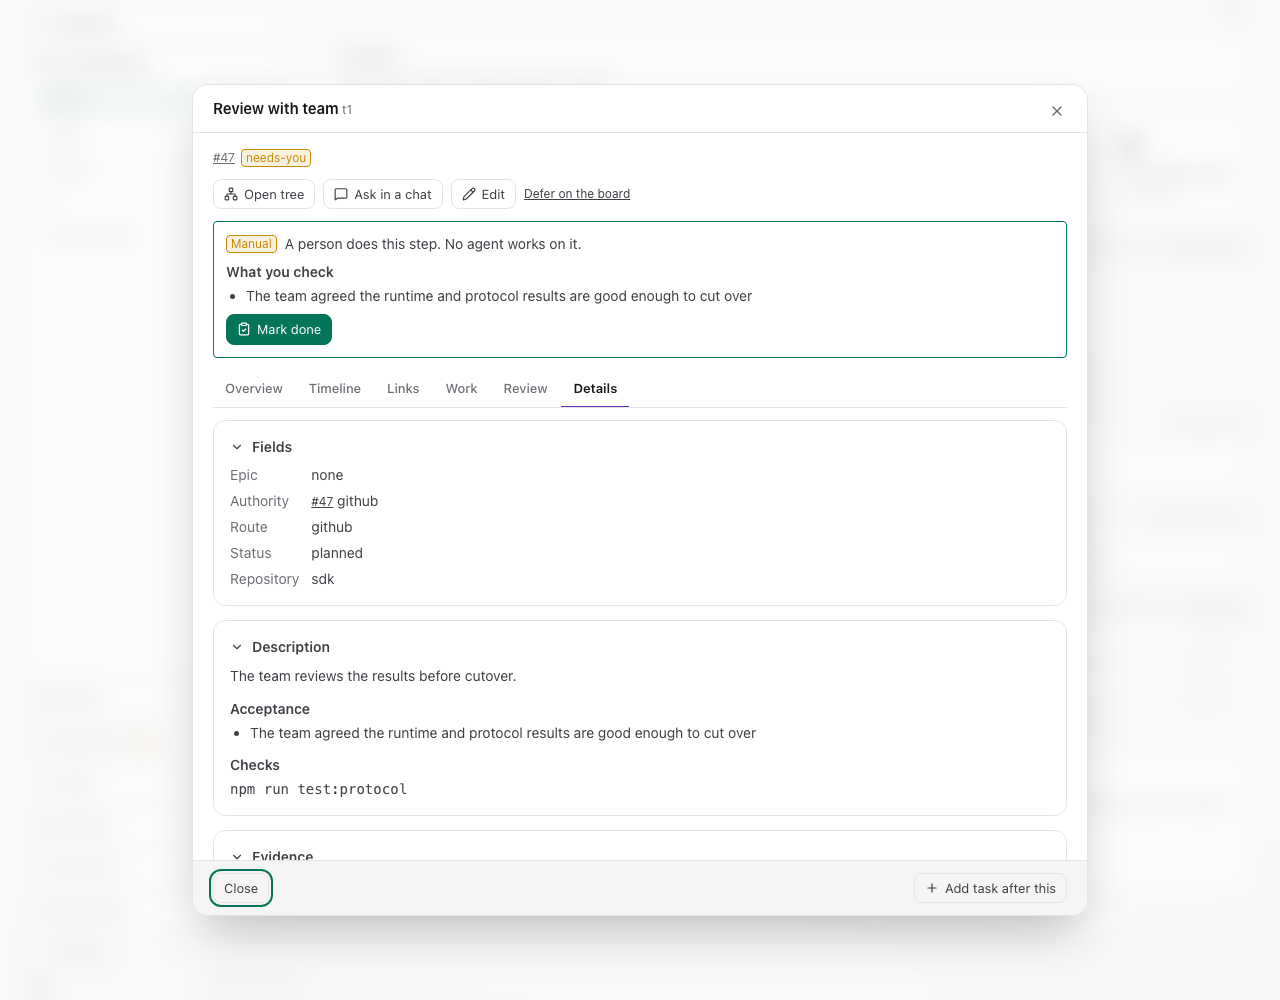 Review with team t1
#47 needs-you
Open tree Ask in a chat Edit Defer on the board
Manual A person does this step. No agent works on it.
What you check
• The team agreed the runtime and protocol results are good enough to cut over
Mark done
Overview Timeline Links Work Review Details
Fields
Epic none
Authority #47 github
Route github
Status planned
Repository sdk
Description
The team reviews the results before cutover.
Acceptance
• The team agreed the runtime and protocol results are good enough to cut over
Checks
npm run test:protocol
Evidence
Close Add task after this